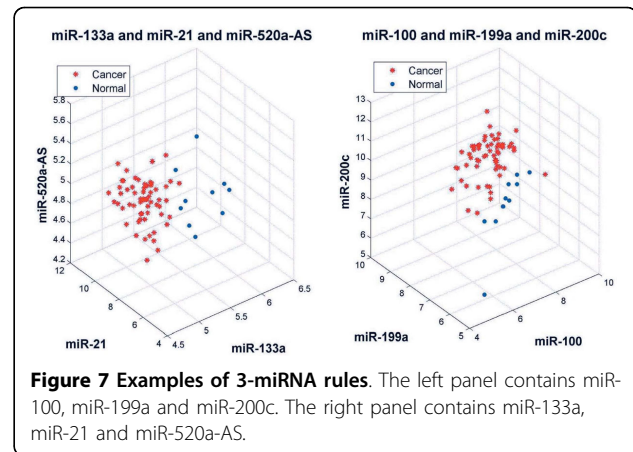 miR-133a and miR-21 and miR-520a-AS
Cancer
Normal
5.8
5.6
5.4
5.2
5
4.8
4.6
4.4
4.2
miR-520a-AS
12
10
8
6
4
miR-21
4.5
5
5.5
6
6.5
miR-133a
miR-100 and miR-199a and miR-200c
Cancer
Normal
13
12
11
10
9
8
7
6
5
miR-200c
10
9
8
7
6
5
miR-199a
4
6
8
10
miR-100
Figure 7 Examples of 3-miRNA rules. The left panel contains miR-
100, miR-199a and miR-200c. The right panel contains miR-133a,
miR-21 and miR-520a-AS.